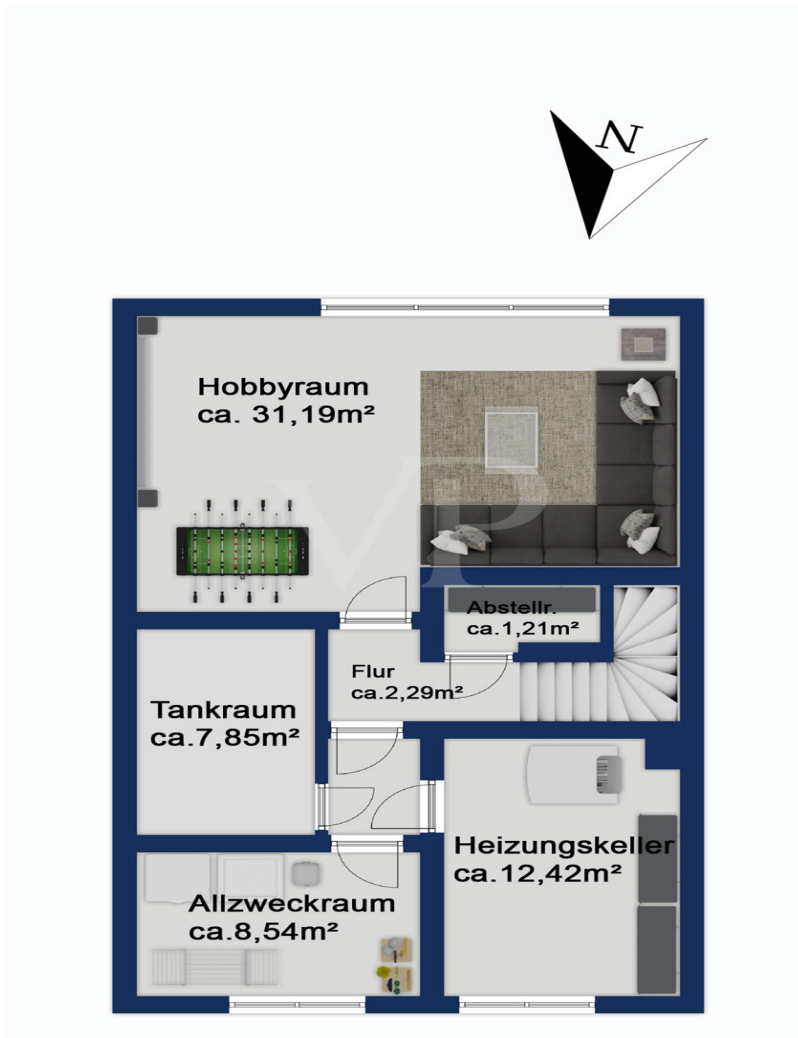 N
Hobbyraum
ca. 31,19m²
VP
Abstellr.
ca.1,21m²
Flur
ca.2,29m²
Tankraum
ca.7,85m²
Heizungskeller
ca.12,42m²
Allzweckraum
ca.8,54m²